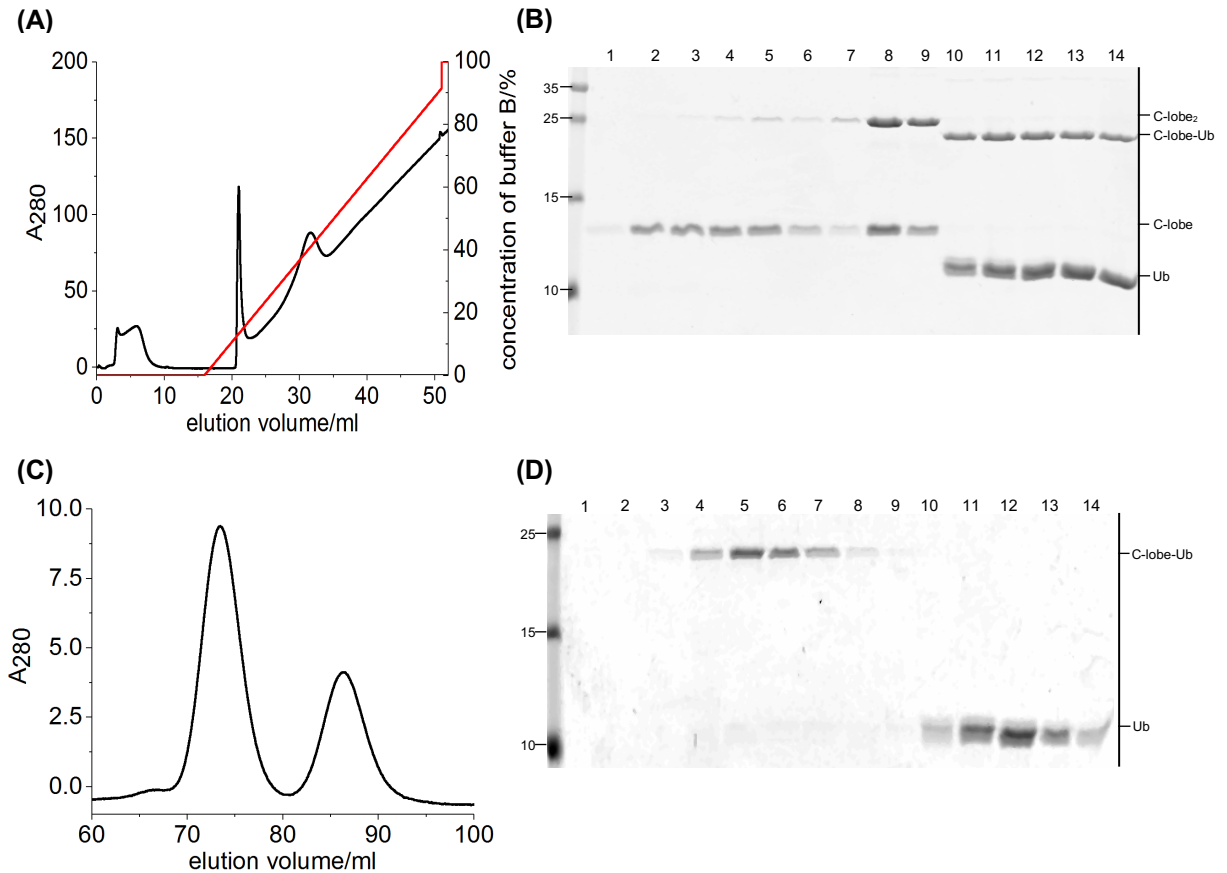 (A)
200
150
100
50
0
A280
100
80
60
40
20
0
concentration of buffer B/%
0 10 20 30 40 50
elution volume/ml
(B)
1 2 3 4 5 6 7 8 9 10 11 12 13 14
35
25
15
10
C-lobe₂
C-lobe-Ub
C-lobe
Ub
(C)
10.0
7.5
5.0
2.5
0.0
A280
60 70 80 90 100
elution volume/ml
(D)
1 2 3 4 5 6 7 8 9 10 11 12 13 14
25
15
10
C-lobe-Ub
Ub